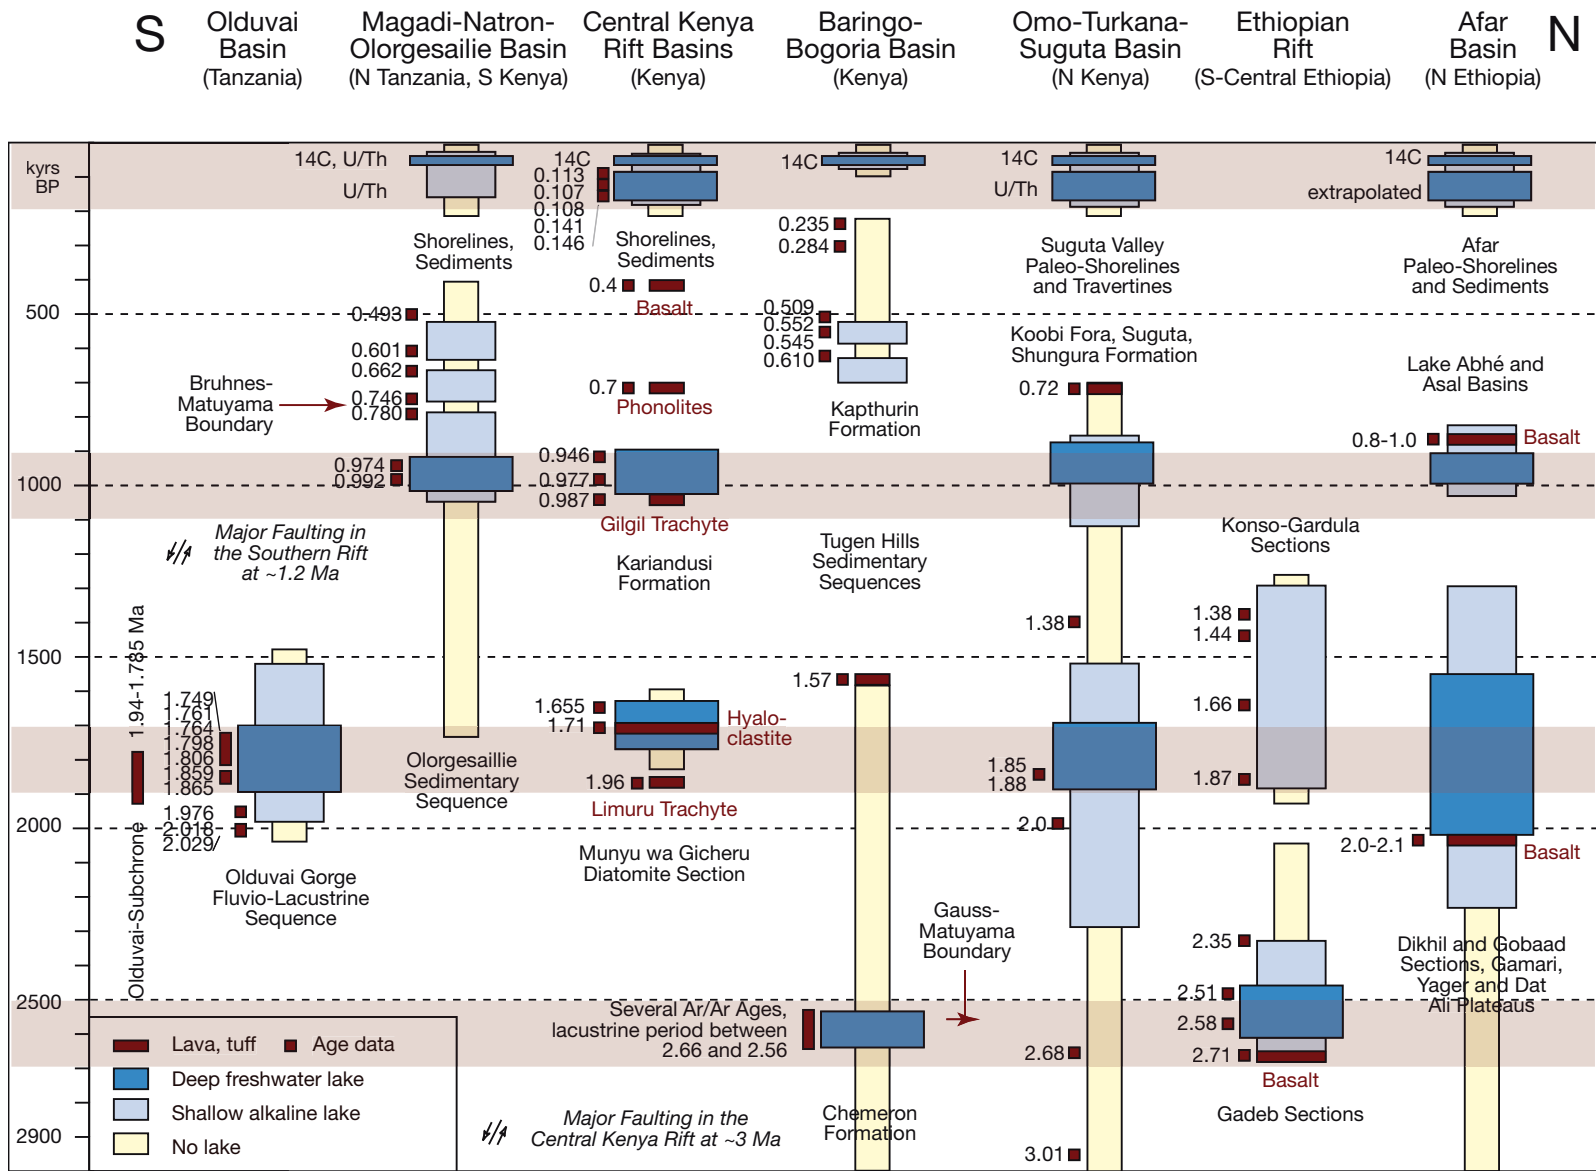 S
Olduvai
Basin
(Tanzania)
Magadi-Natron-
Olorgesailie Basin
(N Tanzania, S Kenya)
Central Kenya
Rift Basins
(Kenya)
Baringo-
Bogoria Basin
(Kenya)
Omo-Turkana-
Suguta Basin
(N Kenya)
Ethiopian
Rift
(S-Central Ethiopia)
Afar
Basin
(N Ethiopia)
N
kyrs
BP
500
1000
1500
2000
2500
2900
Olduvai-Subchrone 1.94-1.785 Ma
1.749
1.761
1.764
1.798
1.806
1.859
1.865
1.976
2.018
2.029
Olduvai Gorge
Fluvio-Lacustrine
Sequence
Bruhnes-
Matuyama
Boundary
Major Faulting in
the Southern Rift
at ~1.2 Ma
14C, U/Th
U/Th
Shorelines,
Sediments
0.493
0.601
0.662
0.746
0.780
0.974
0.992
Olorgesaillie
Sedimentary
Sequence
14C
0.113
0.107
0.108
0.141
0.146
Shorelines,
Sediments
0.4
Basalt
0.7
Phonolites
0.946
0.977
0.987
Gilgil Trachyte
Kariandusi
Formation
1.655
1.71
Hyalo-
clastite
1.96
Limuru Trachyte
Munyu wa Gicheru
Diatomite Section
14C
0.235
0.284
0.509
0.552
0.545
0.610
Kapthurin
Formation
Tugen Hills
Sedimentary
Sequences
1.57
Gauss-
Matuyama
Boundary
Several Ar/Ar Ages,
lacustrine period between
2.66 and 2.56
Chemeron
Formation
Major Faulting in the
Central Kenya Rift at ~3 Ma
14C
U/Th
Suguta Valley
Paleo-Shorelines
and Travertines
Koobi Fora, Suguta,
Shungura Formation
0.72
1.38
1.85
1.88
2.0
2.68
3.01
Konso-Gardula
Sections
1.38
1.44
1.66
1.87
2.35
2.51
2.58
2.71
Basalt
Gadeb Sections
14C
extrapolated
Afar
Paleo-Shorelines
and Sediments
Lake Abhé and
Asal Basins
0.8-1.0
Basalt
2.0-2.1
Basalt
Dikhil and Gobaad
Sections, Gamari,
Yager and Dat
Ali Plateaus
Lava, tuff
Age data
Deep freshwater lake
Shallow alkaline lake
No lake